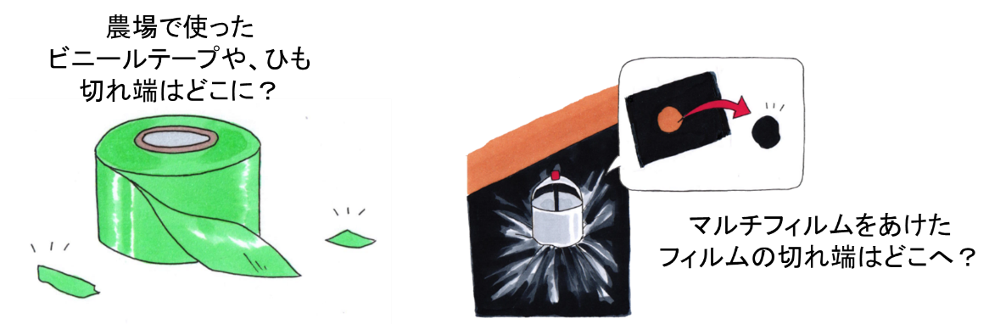 農場で使った
ビニールテープや、ひも
切れ端はどこに？
マルチフィルムをあけた
フィルムの切れ端はどこへ？